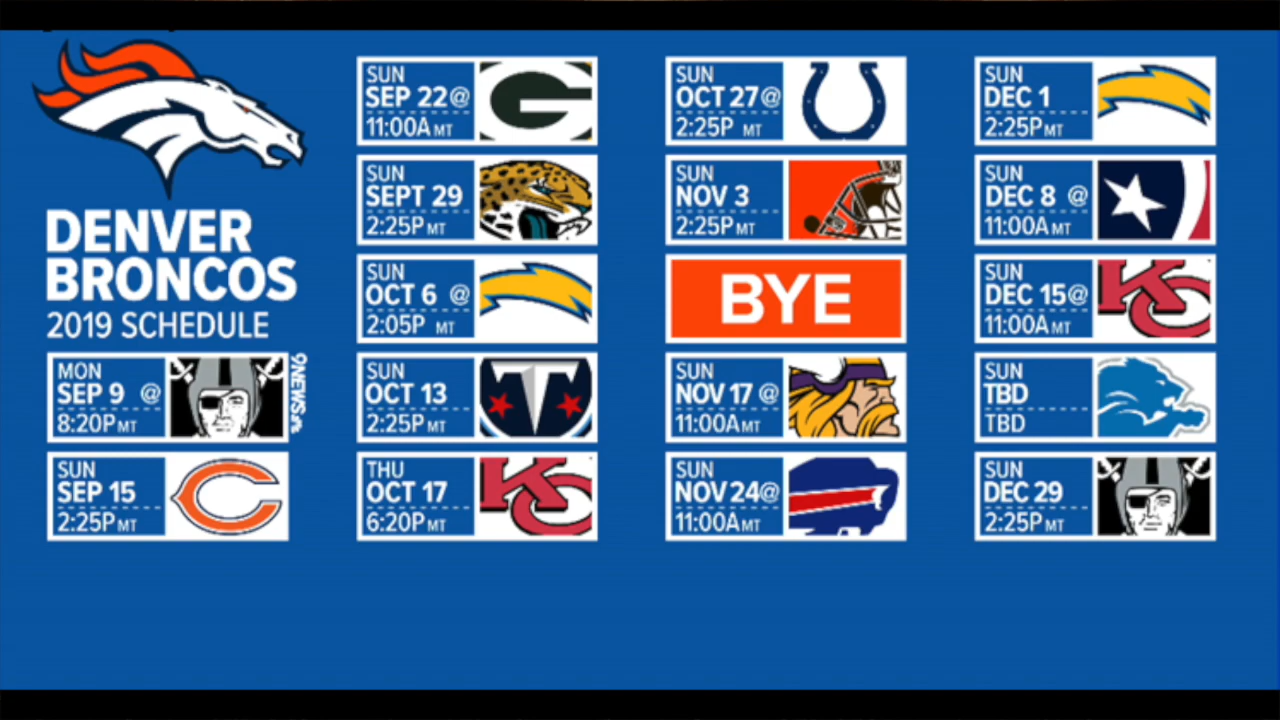 DENVER
BRONCOS
2019 SCHEDULE
MON
SEP 9 @
8:20P MT
9NEWS
SUN
SEP 15
2:25P MT
SUN
SEP 22@
11:00A MT
SUN
SEPT 29
2:25P MT
SUN
OCT 6 @
2:05P MT
SUN
OCT 13
2:25P MT
THU
OCT 17
6:20P MT
SUN
OCT 27@
2:25P MT
SUN
NOV 3
2:25P MT
BYE
SUN
NOV 17 @
11:00A MT
SUN
NOV 24@
11:00A MT
SUN
DEC 1
2:25P MT
SUN
DEC 8 @
11:00A MT
SUN
DEC 15@
11:00A MT
KC
SUN
TBD
TBD
SUN
DEC 29
2:25P MT